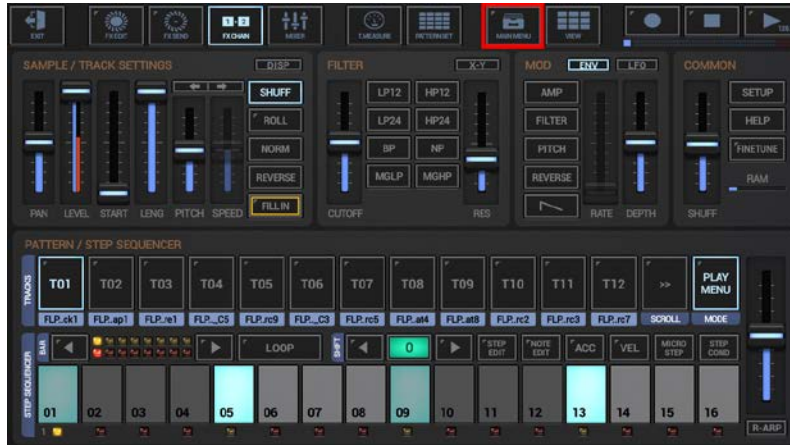 EXIT FX EDIT FX SEND 1 2 FX CHAIN MIXER T.MEASURE PATTERNSET MAIN MENU VIEW
SAMPLE / TRACK SETTINGS DISP FILTER X-Y MOD ENV LFO COMMON
SHUFF LP12 HP12 AMP SETUP
ROLL LP24 HP24 FILTER HELP
NORM BP NF PITCH FINETUNE
REVERSE MGLP MGHP REVERSE RAM
FILL IN
PAN LEVEL START LENG PITCH SPEED CUTOFF RES RATE DEPTH SHUFF
PATTERN / STEP SEQUENCER
TRACKS T01 T02 T03 T04 T05 T06 T07 T08 T09 T10 T11 T12 >> PLAY MENU
FLP..ck1 FLP..ap1 FLP../e1 FLP..,_C5 FLP../rc9 FLP..,_C3 FLP..rc5 FLP..at4 FLP..at8 FLP..rc2 FLP..rc3 FLP..rc7 SCROLL MODE
BAR LOOP SHIFT 0 STEP EDIT NOTE EDIT ACC VEL MICRO STEP STEP COND
STEP SEQUENCER 01 02 03 04 05 06 07 08 09 10 11 12 13 14 15 16
1 R-ARP